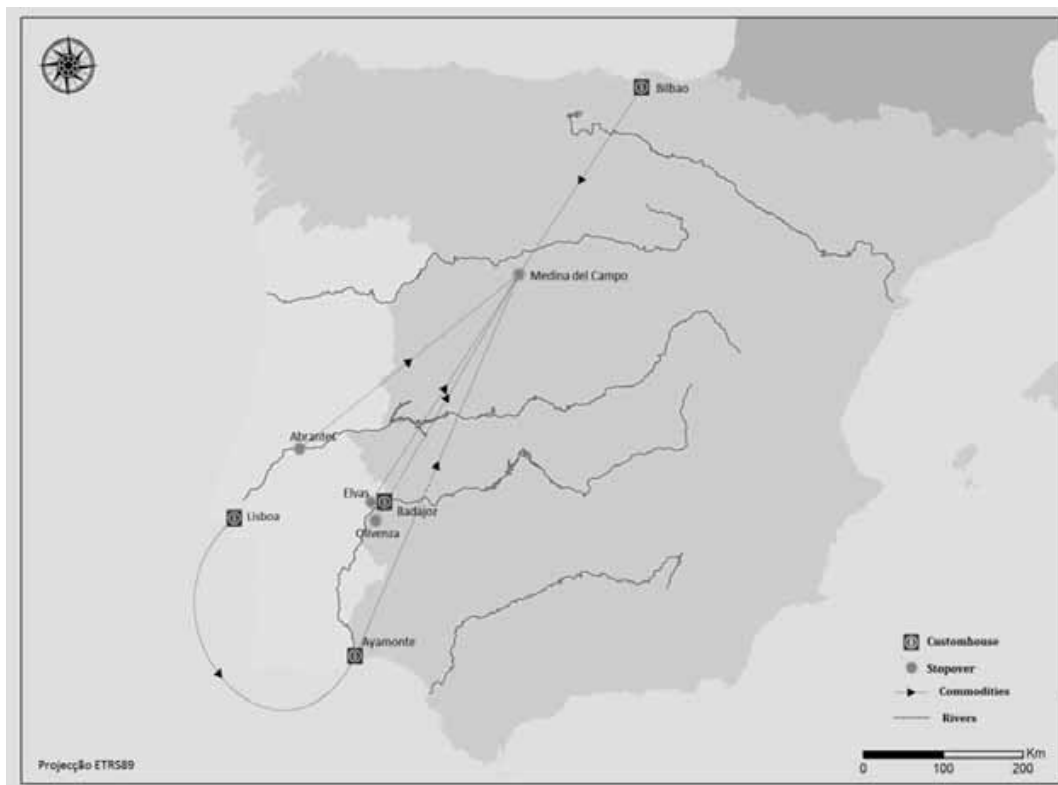 Bilbao
Medina del Campo
Abrantes
Elvas
Badajoz
Lisboa
Olivenza
Ayamonte
Customhouse
Stopover
Commodities
Rivers
Km
0 100 200
Projecção ETRS89